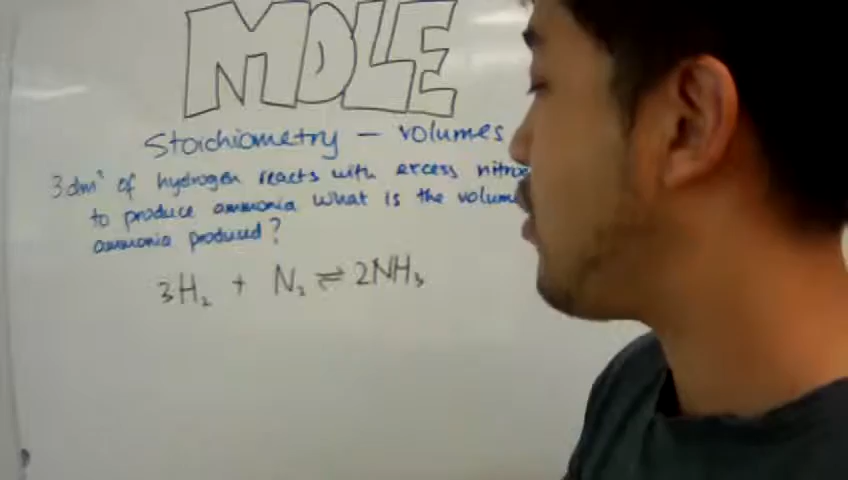 MOLE
Stoichiometry - volumes
3dm³ of hydrogen reacts with excess
to produce ammonia what is the
ammonia produced?
3H₂ + N₂ ⇌ 2NH₃